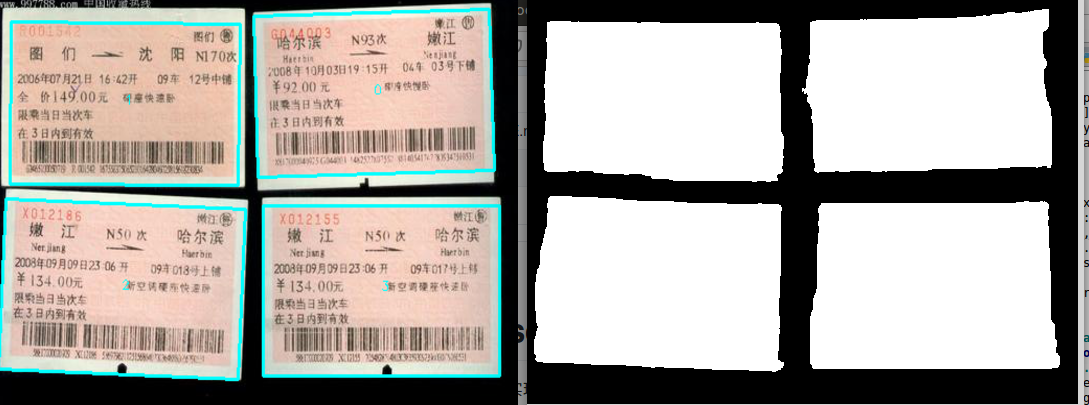 www.997788.com 中国收藏热线
R001542
图们 售
图们 沈阳 N170次
2006年07月21日 16:42开 09车 12号中铺
全 价149.00元 硬座快速卧
限乘当日当次车
在3日内到有效
G044003
嫩江
哈尔滨 N93次 嫩江
Haerbin Nenjiang
2008年10月03日19:15开 04车 03号下铺
¥92.00元 0
限乘当日当次车
在3日内到有效
X012186
嫩江 售
嫩江 N50次 哈尔滨
Nenjiang Haerbin
2008年09月09日23:06开 09车018号上铺
¥134.00元 2 新空调硬座快速卧
限乘当日当次车
在3日内到有效
X012155
嫩江 售
嫩江 N50次 哈尔滨
Nenjiang Haerbin
2008年09月09日23:06开 09车017号上铺
¥134.00元 3 新空调硬座快速卧
限乘当日当次车
在3日内到有效